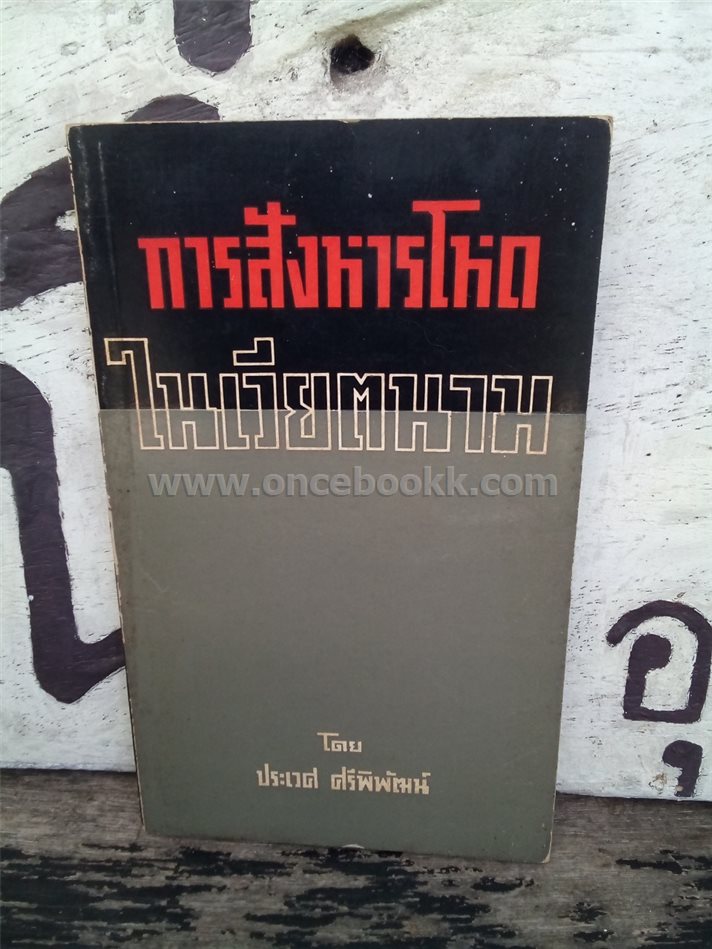 การสังหารโหด
ในเวียตนาม
www.oncebookk.com
โดย
ประเวศ ศรีพิพัฒน์